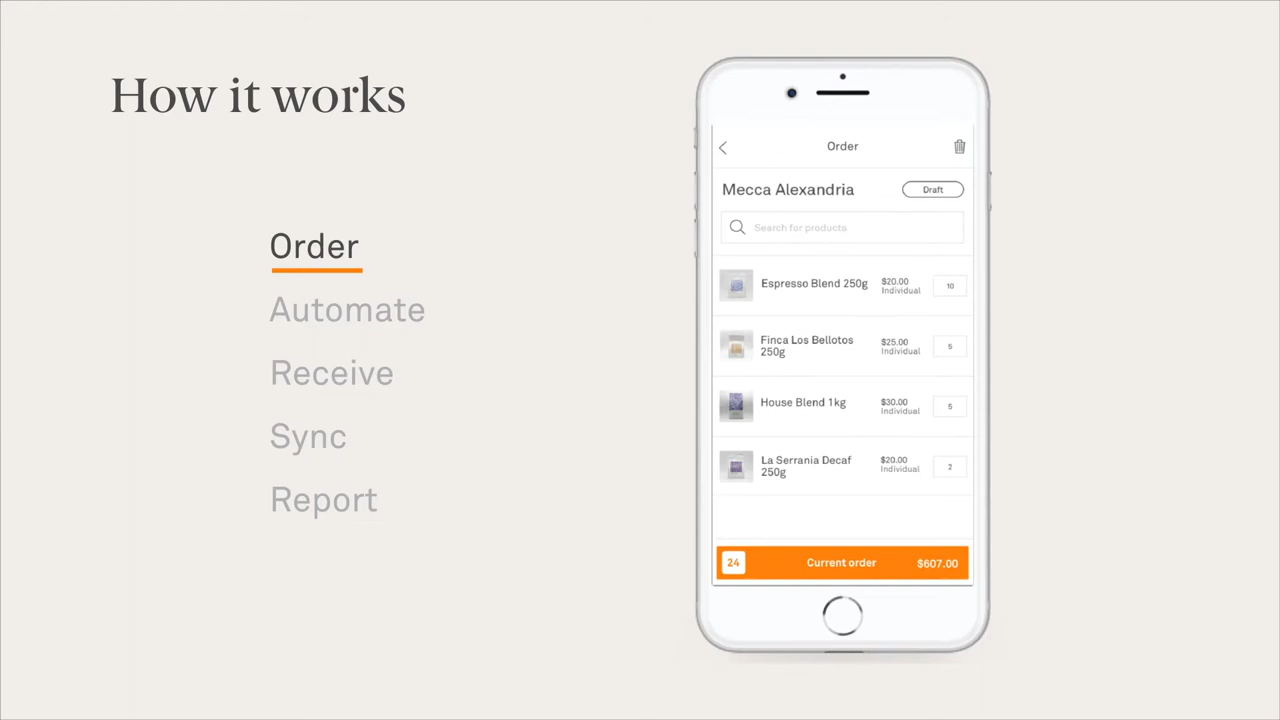 How it works
Order
Automate
Receive
Sync
Report
Order
Mecca Alexandria
Draft
Search for products
Espresso Blend 250g
$20.00
Individual
10
Finca Los Bellotos
250g
$25.00
Individual
5
House Blend 1kg
$30.00
Individual
5
La Serrania Decaf
250g
$20.00
Individual
2
24 Current order $607.00